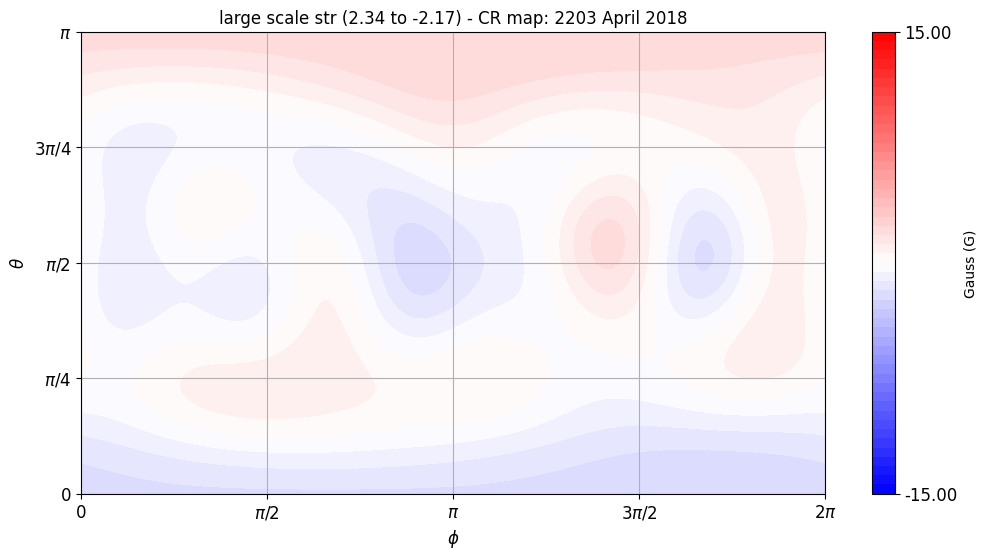 large scale str (2.34 to -2.17) - CR map: 2203 April 2018
π
3π/4
π/2
π/4
0
θ
0
π/2
π
3π/2
2π
ϕ
15.00
-15.00
Gauss (G)